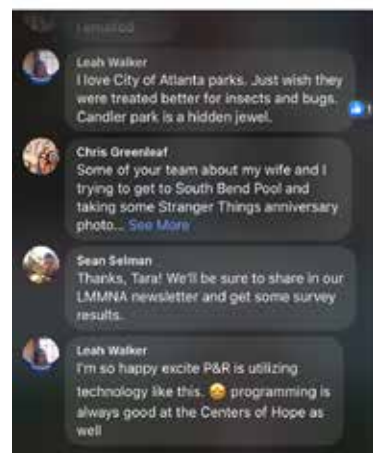 I emailed
Leah Walker
I love City of Atlanta parks. Just wish they
were treated better for insects and bugs.
Candler park is a hidden jewel.
1
Chris Greenleaf
Some of your team about my wife and I
trying to get to South Bend Pool and
taking some Stranger Things anniversary
photo... See More
Sean Selman
Thanks, Tara! We'll be sure to share in our
LMMNA newsletter and get some survey
results.
Leah Walker
I'm so happy excite P&R is utilizing
technology like this. 🤩 programming is
always good at the Centers of Hope as
well